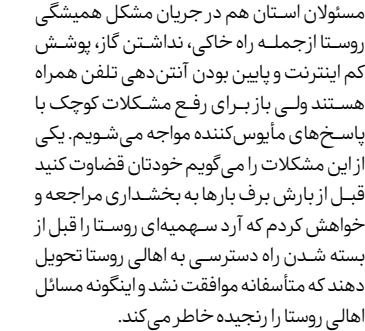 مسئولان استان هم در جریان مشکل همیشگی
روستا ازجمله راه خاکی، نداشتن گاز، پوشش
کم اینترنت و پایین بودن آنتن‌دهی تلفن همراه
هستند ولی باز برای رفع مشکلات کوچک با
پاسخ‌های مأیوس‌کننده مواجه می‌شویم. یکی
از این مشکلات را می‌گویم خودتان قضاوت کنید
قبل از بارش برف بارها به بخشداری مراجعه و
خواهش کردم که آرد سهمیه‌ای روستا را قبل از
بسته شدن راه دسترسی به اهالی روستا تحویل
دهند که متأسفانه موافقت نشد و اینگونه مسائل
اهالی روستا را رنجیده خاطر می‌کند.